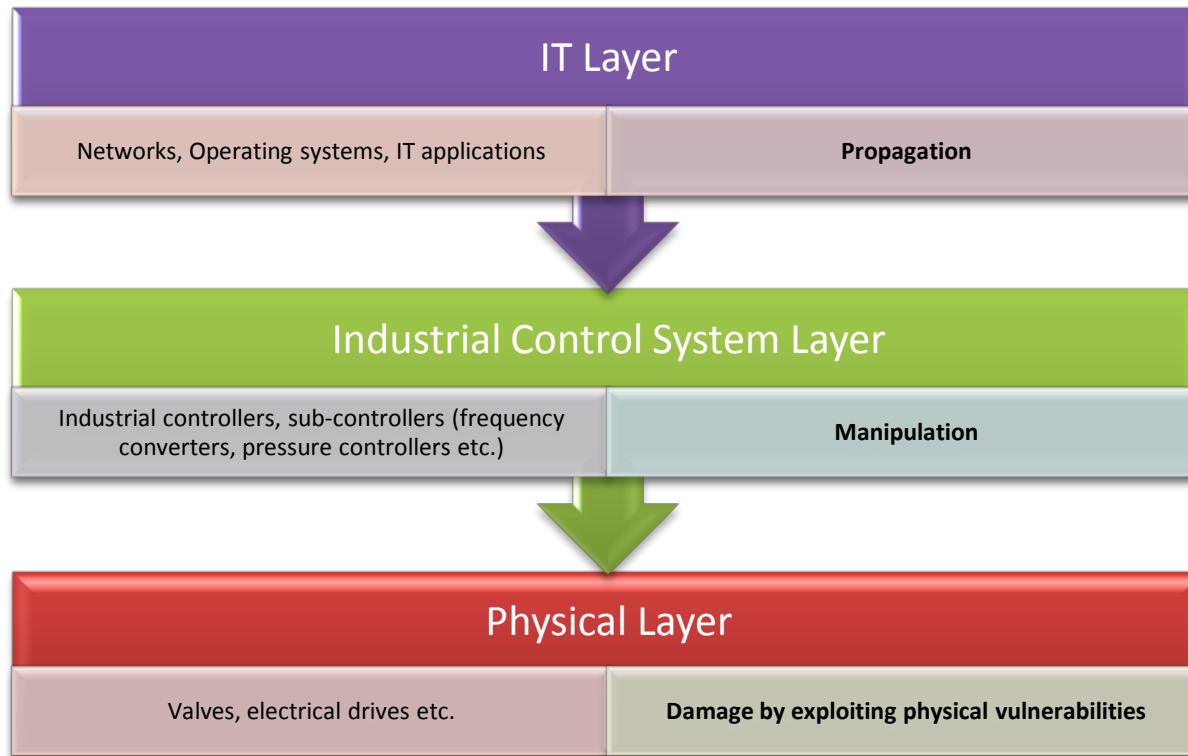 IT Layer
Networks, Operating systems, IT applications
Propagation
Industrial Control System Layer
Industrial controllers, sub-controllers (frequency
converters, pressure controllers etc.)
Manipulation
Physical Layer
Valves, electrical drives etc.
Damage by exploiting physical vulnerabilities